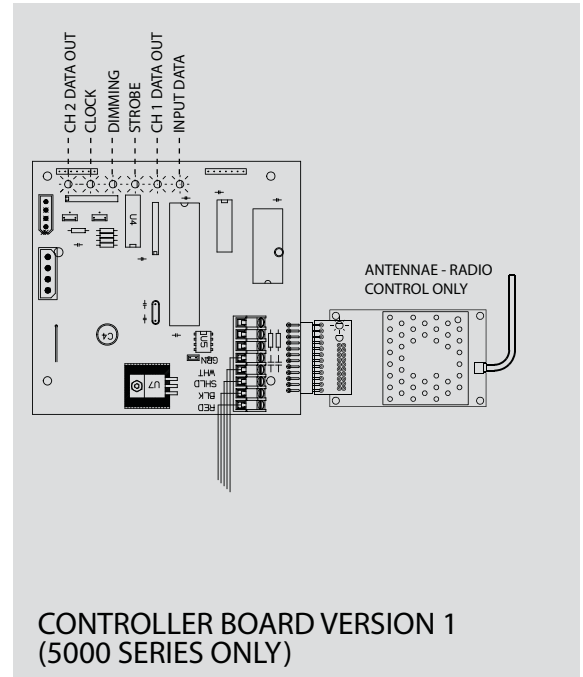 CH 2 DATA OUT
CLOCK
DIMMING
STROBE
CH 1 DATA OUT
INPUT DATA
U4
ANTENNAE - RADIO
CONTROL ONLY
C4
U5
GRN
WHT
SHLD
BLK
RED
U7
CONTROLLER BOARD VERSION 1
(5000 SERIES ONLY)